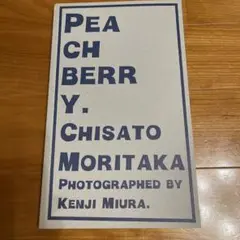 PEA
CH
BERR
Y.
CHISATO
MORITAKA
PHOTOGRAPHED BY
KENJI MIURA.